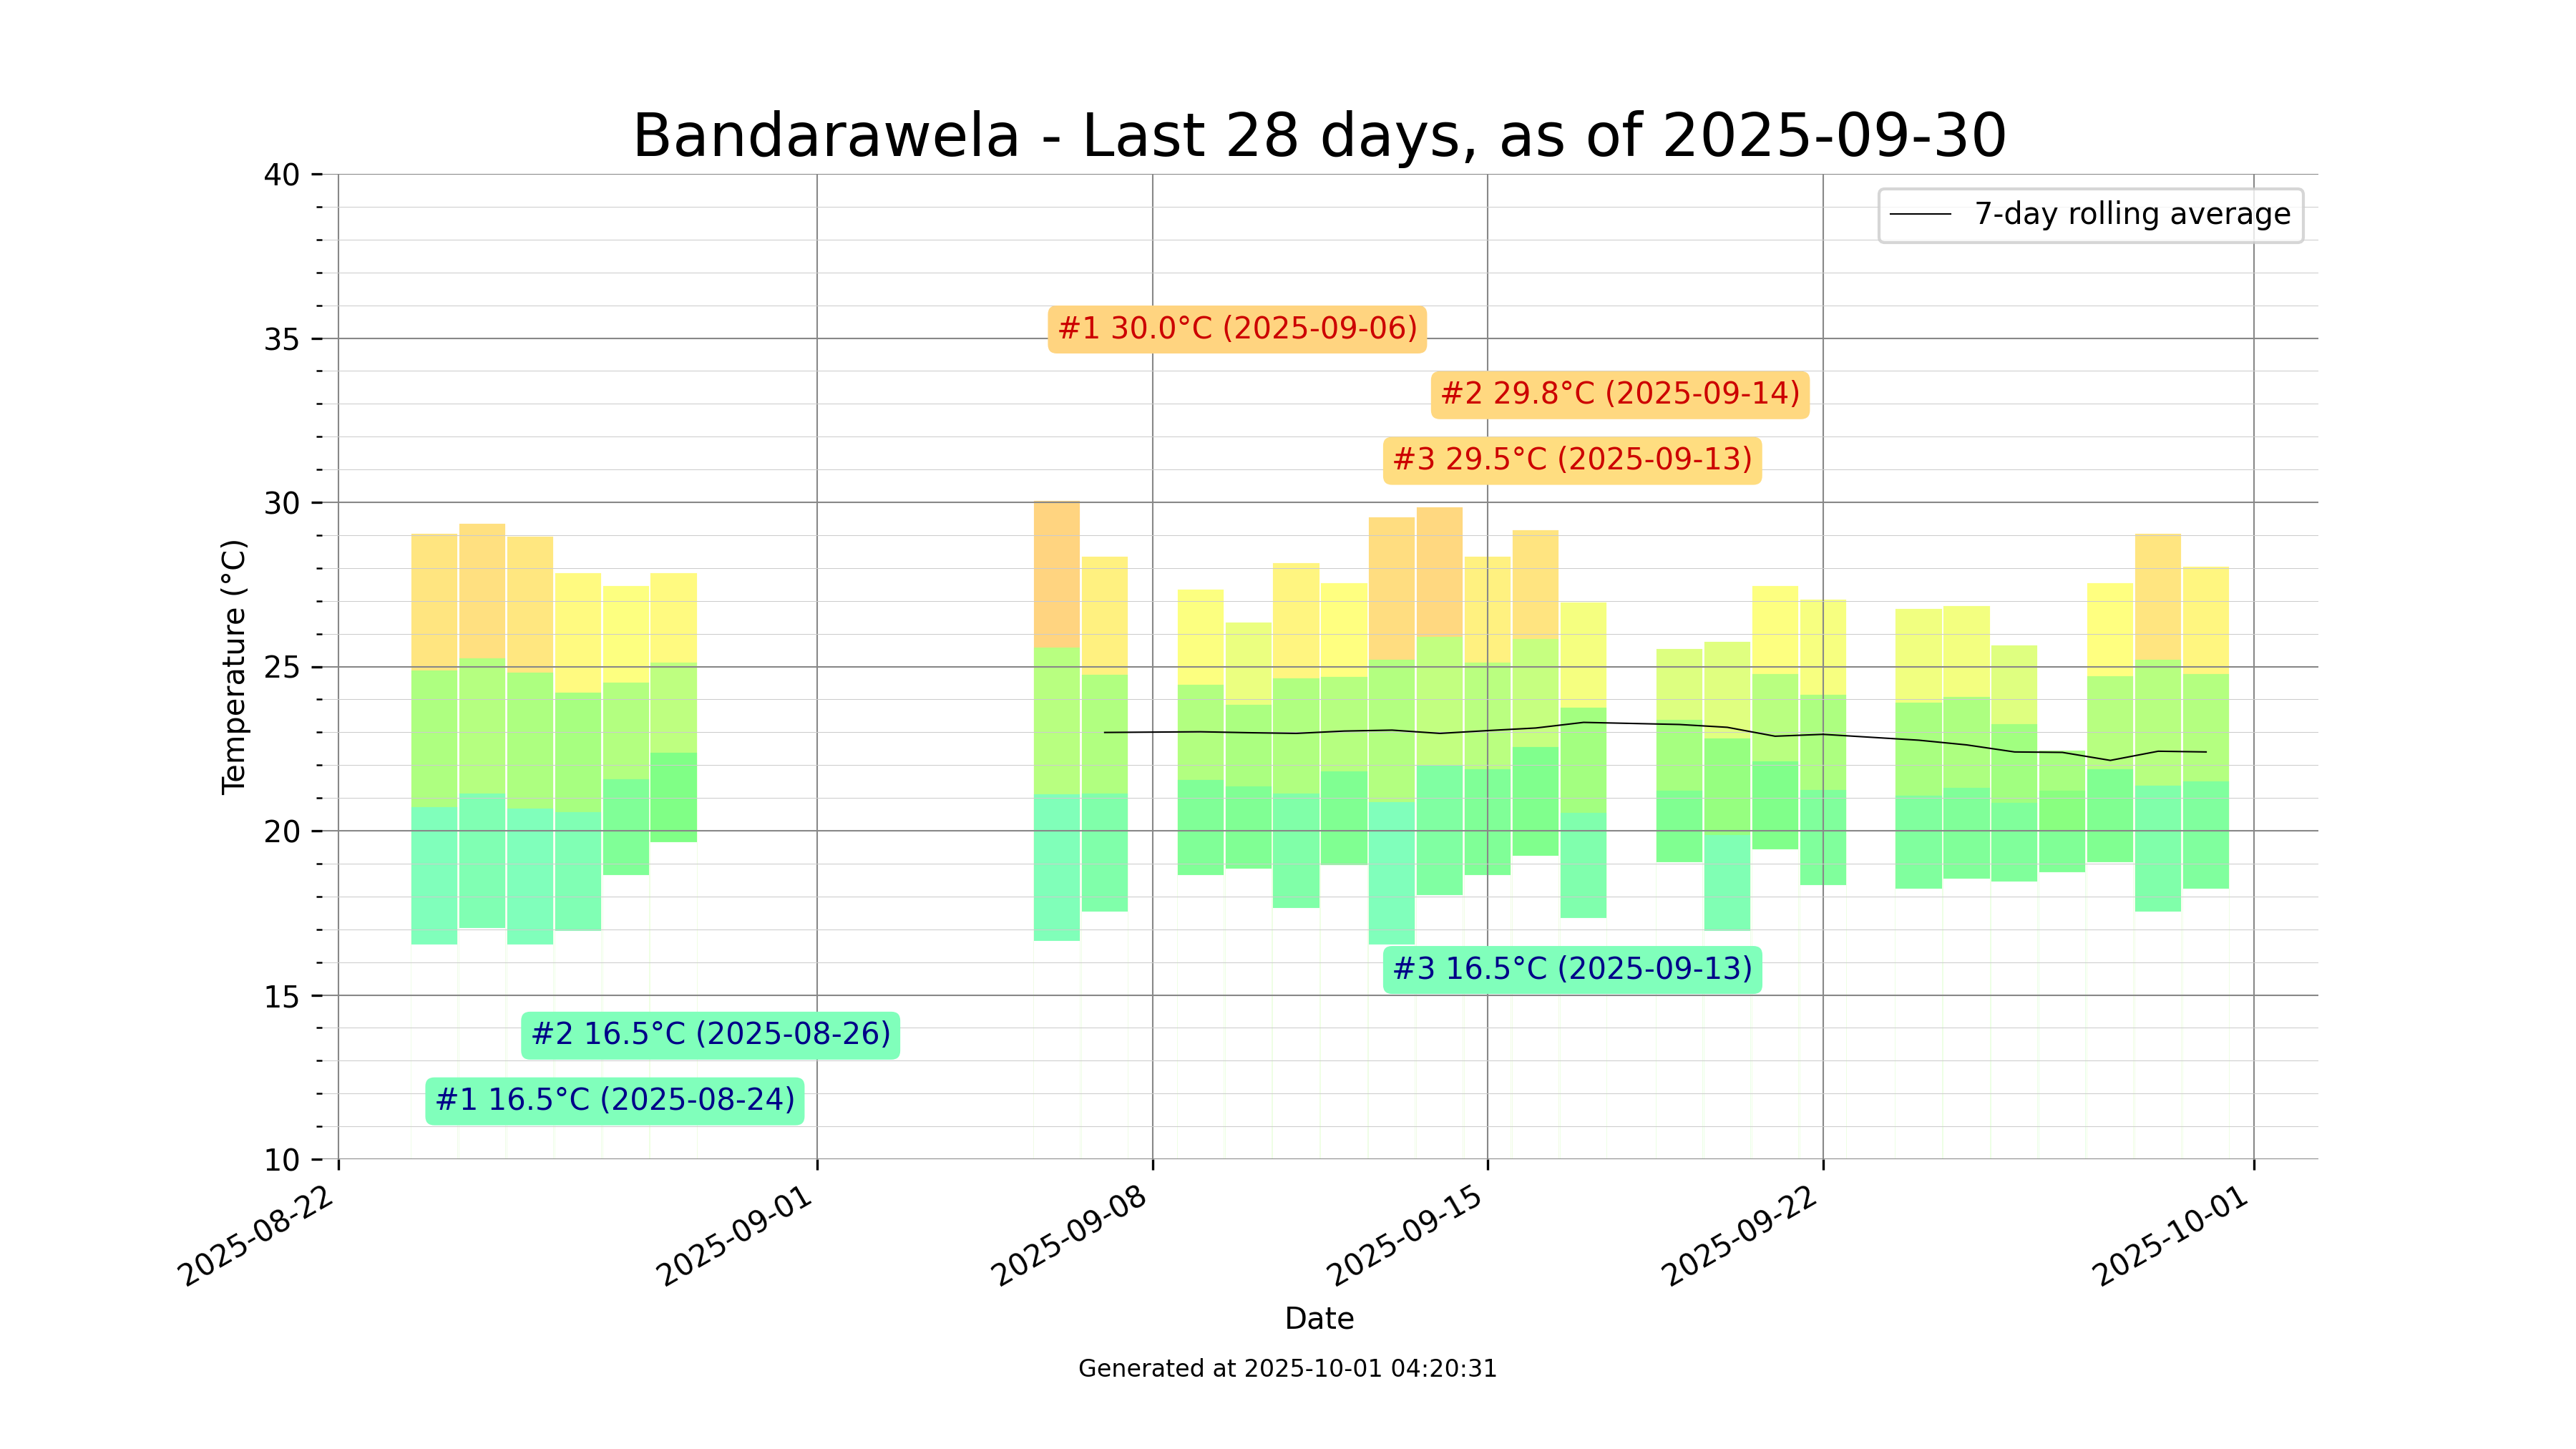 Bandarawela - Last 28 days, as of 2025-09-30
40
35
30
25
20
15
10
Temperature (°C)
7-day rolling average
#1 30.0°C (2025-09-06)
#2 29.8°C (2025-09-14)
#3 29.5°C (2025-09-13)
#3 16.5°C (2025-09-13)
#2 16.5°C (2025-08-26)
#1 16.5°C (2025-08-24)
2025-08-22
2025-09-01
2025-09-08
2025-09-15
2025-09-22
2025-10-01
Date
Generated at 2025-10-01 04:20:31